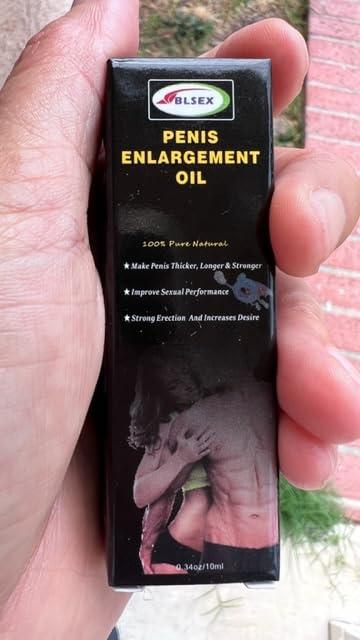 BLSEX
PENIS
ENLARGEMENT
OIL
100% Pure Natural
★Make Penis Thicker, Longer & Stronger
★Improve Sexual Performance
★Strong Erection And Increases Desire
0.34oz/10ml